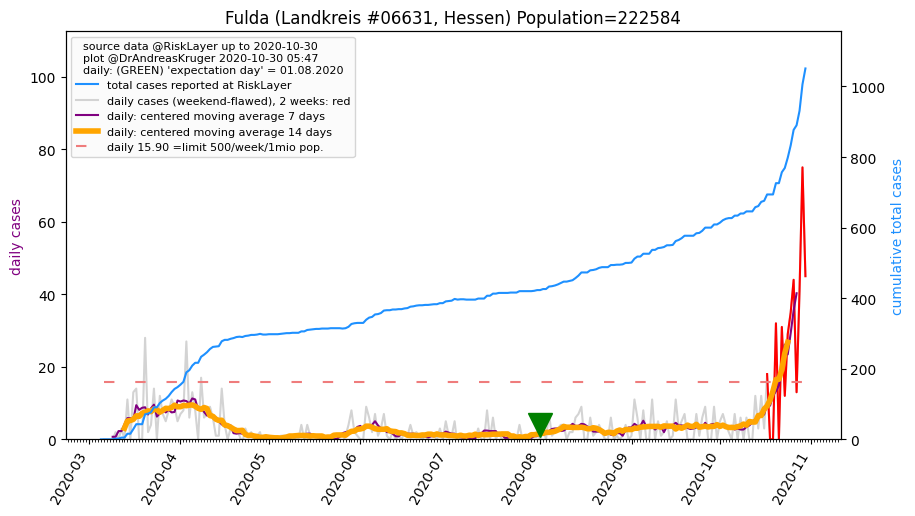 Fulda (Landkreis #06631, Hessen) Population=222584
source data @RiskLayer up to 2020-10-30
plot @DrAndreasKruger 2020-10-30 05:47
daily: (GREEN) 'expectation day' = 01.08.2020
total cases reported at RiskLayer
daily cases (weekend-flawed), 2 weeks: red
daily: centered moving average 7 days
daily: centered moving average 14 days
daily 15.90 =limit 500/week/1mio pop.
daily cases
100
80
60
40
20
0
cumulative total cases
1000
800
600
400
200
0
2020-03
2020-04
2020-05
2020-06
2020-07
2020-08
2020-09
2020-10
2020-11